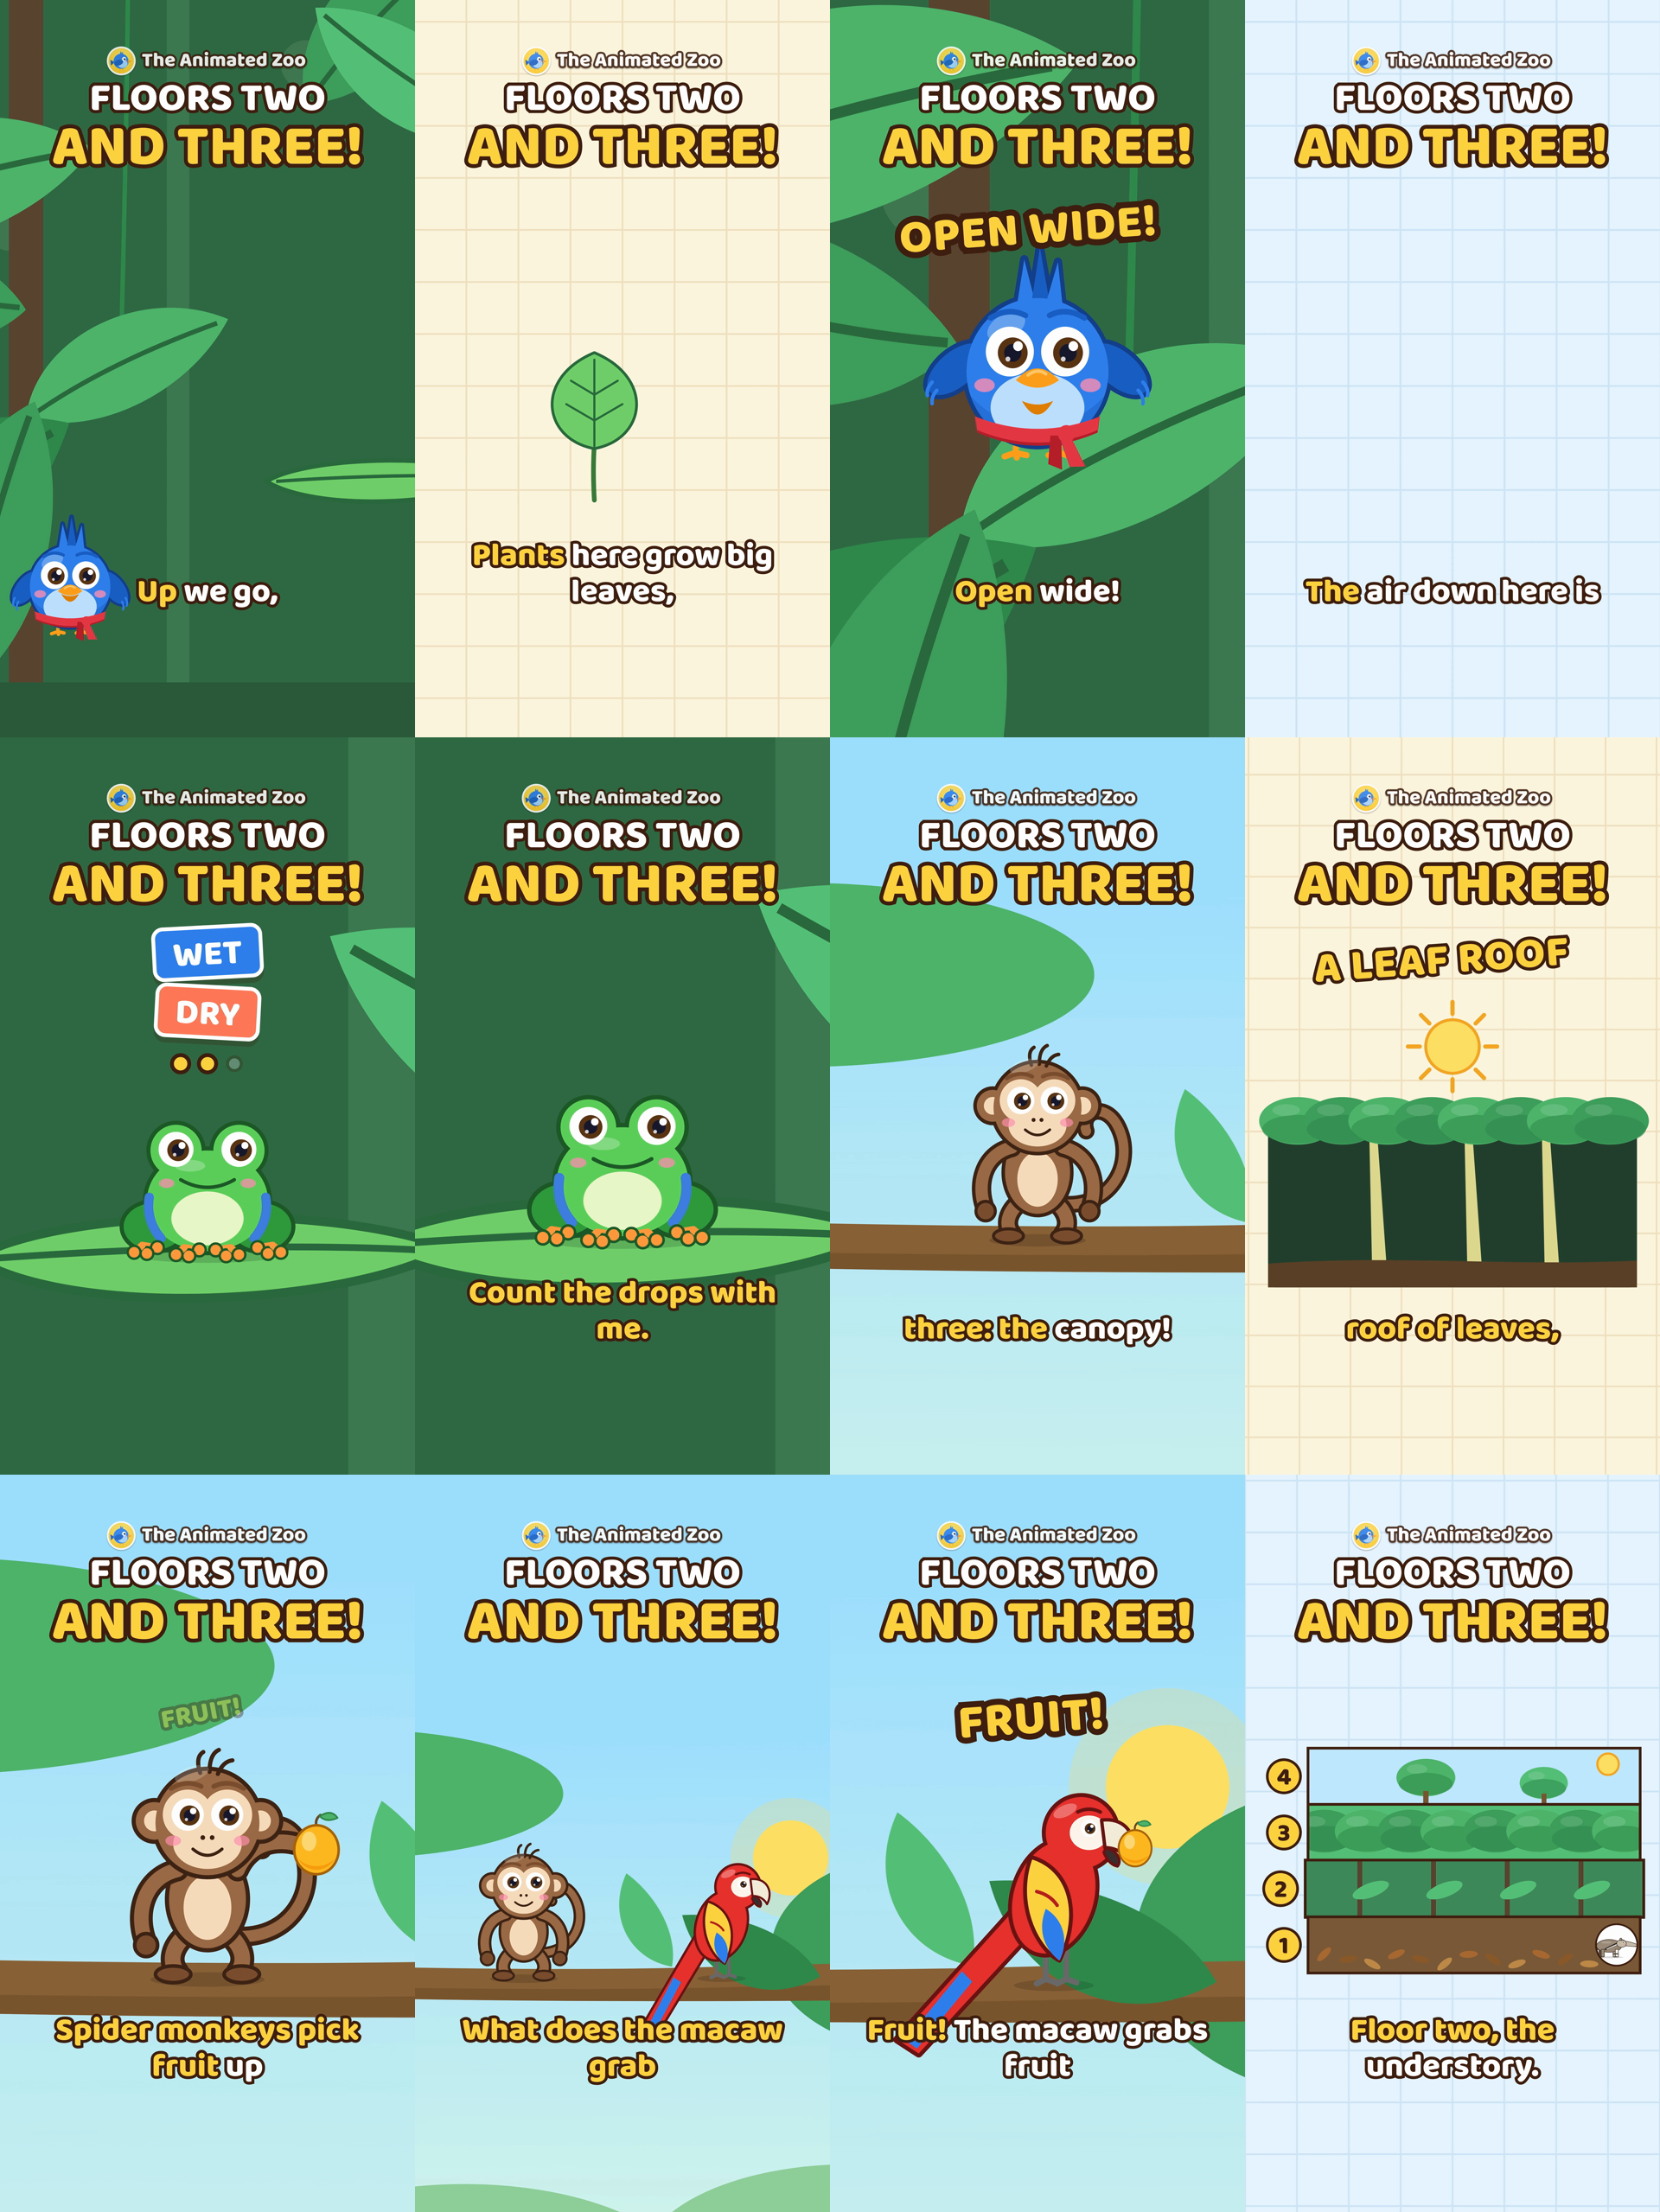 The Animated Zoo
FLOORS TWO
AND THREE!
Up we go,
The Animated Zoo
FLOORS TWO
AND THREE!
Plants here grow big
leaves,
The Animated Zoo
FLOORS TWO
AND THREE!
OPEN WIDE!
Open wide!
The Animated Zoo
FLOORS TWO
AND THREE!
The air down here is
The Animated Zoo
FLOORS TWO
AND THREE!
WET
DRY
The Animated Zoo
FLOORS TWO
AND THREE!
Count the drops with
me.
The Animated Zoo
FLOORS TWO
AND THREE!
three: the canopy!
The Animated Zoo
FLOORS TWO
AND THREE!
A LEAF ROOF
roof of leaves,
The Animated Zoo
FLOORS TWO
AND THREE!
FRUIT!
Spider monkeys pick
fruit up
The Animated Zoo
FLOORS TWO
AND THREE!
What does the macaw
grab
The Animated Zoo
FLOORS TWO
AND THREE!
FRUIT!
Fruit! The macaw grabs
fruit
The Animated Zoo
FLOORS TWO
AND THREE!
4
3
2
1
Floor two, the
understory.